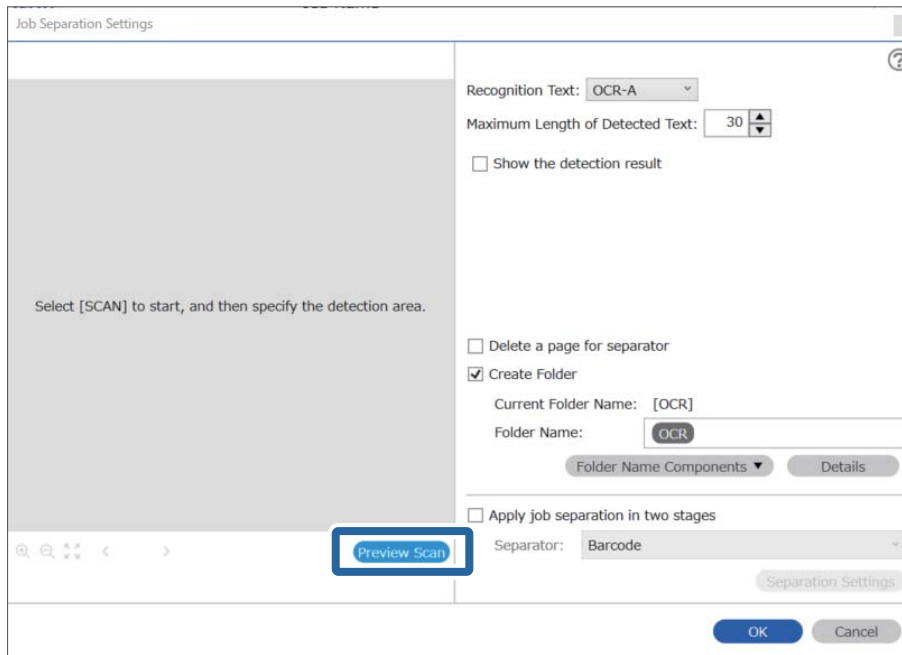 Job Separation Settings
Recognition Text: OCR-A
Maximum Length of Detected Text: 30
Show the detection result
Select [SCAN] to start, and then specify the detection area.
Delete a page for separator
Create Folder
Current Folder Name: [OCR]
Folder Name: OCR
Folder Name Components ▼ Details
Apply job separation in two stages
Preview Scan
Separator: Barcode
Separation Settings
OK Cancel